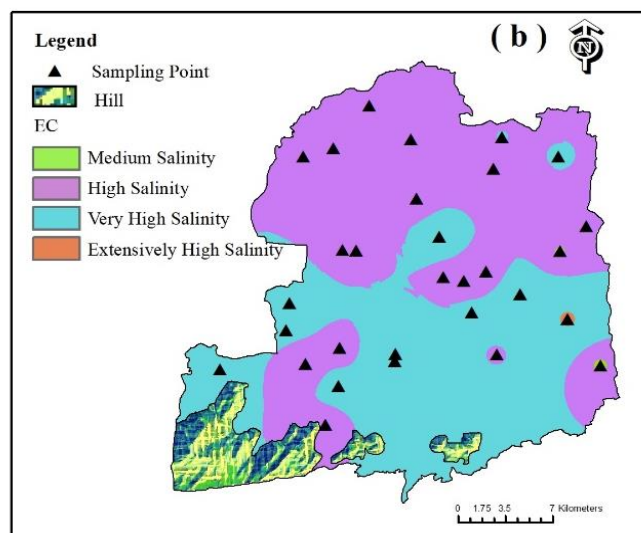 ( b )
N
Legend
Sampling Point
Hill
EC
Medium Salinity
High Salinity
Very High Salinity
Extensively High Salinity
0 1.75 3.5 7 Kilometers